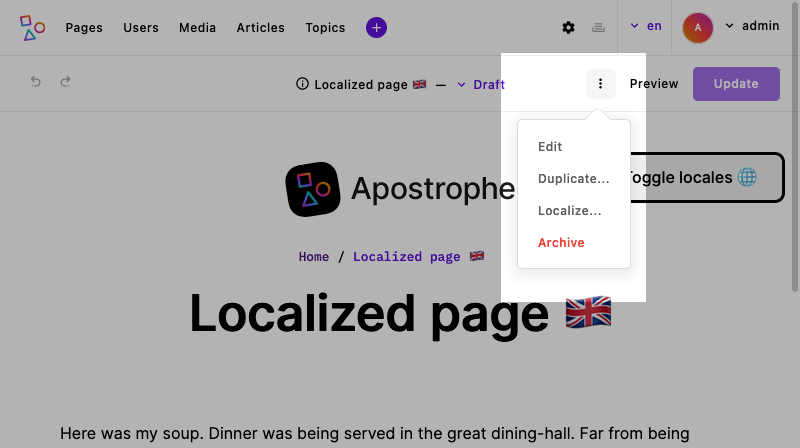 Pages Users Media Articles Topics + en A admin
Localized page 🇬🇧 — Draft Preview Update
Edit
Duplicate...
Localize...
Archive
Apostrophe
oggle locales 🌐
Home / Localized page 🇬🇧
Localized page 🇬🇧
Here was my soup. Dinner was being served in the great dining-hall. Far from being